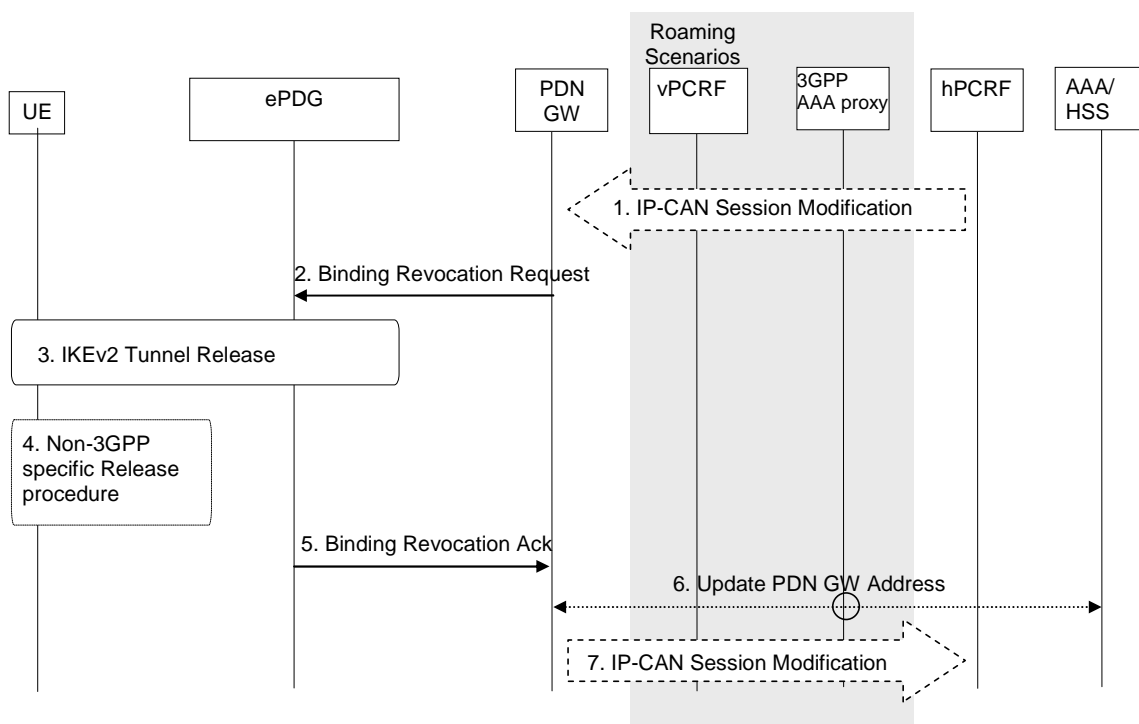 Roaming
Scenarios
UE
ePDG
PDN
GW
vPCRF
3GPP
AAA proxy
hPCRF
AAA/
HSS
1. IP-CAN Session Modification
2. Binding Revocation Request
3. IKEv2 Tunnel Release
4. Non-3GPP
specific Release
procedure
5. Binding Revocation Ack
6. Update PDN GW Address
7. IP-CAN Session Modification